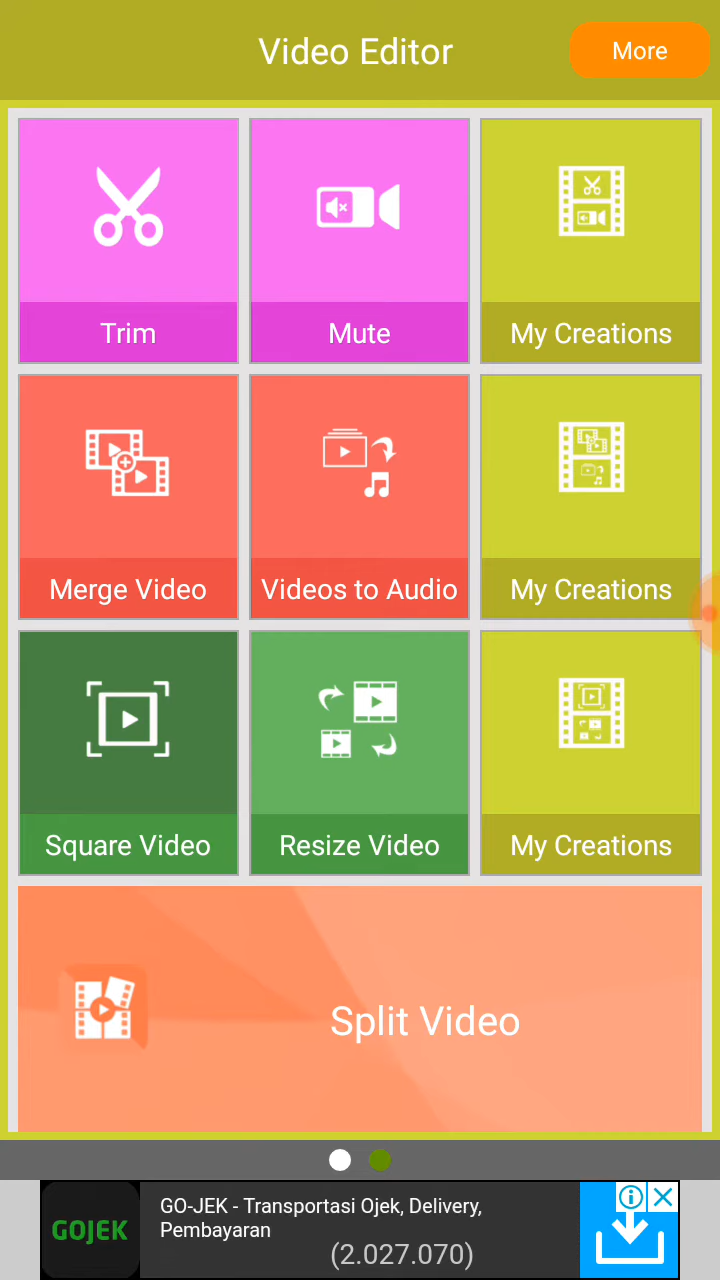 Video Editor
More
Trim
Mute
My Creations
Merge Video
Videos to Audio
My Creations
Square Video
Resize Video
My Creations
Split Video
GOJEK
GO-JEK - Transportasi Ojek, Delivery,
Pembayaran
(2.027.070)